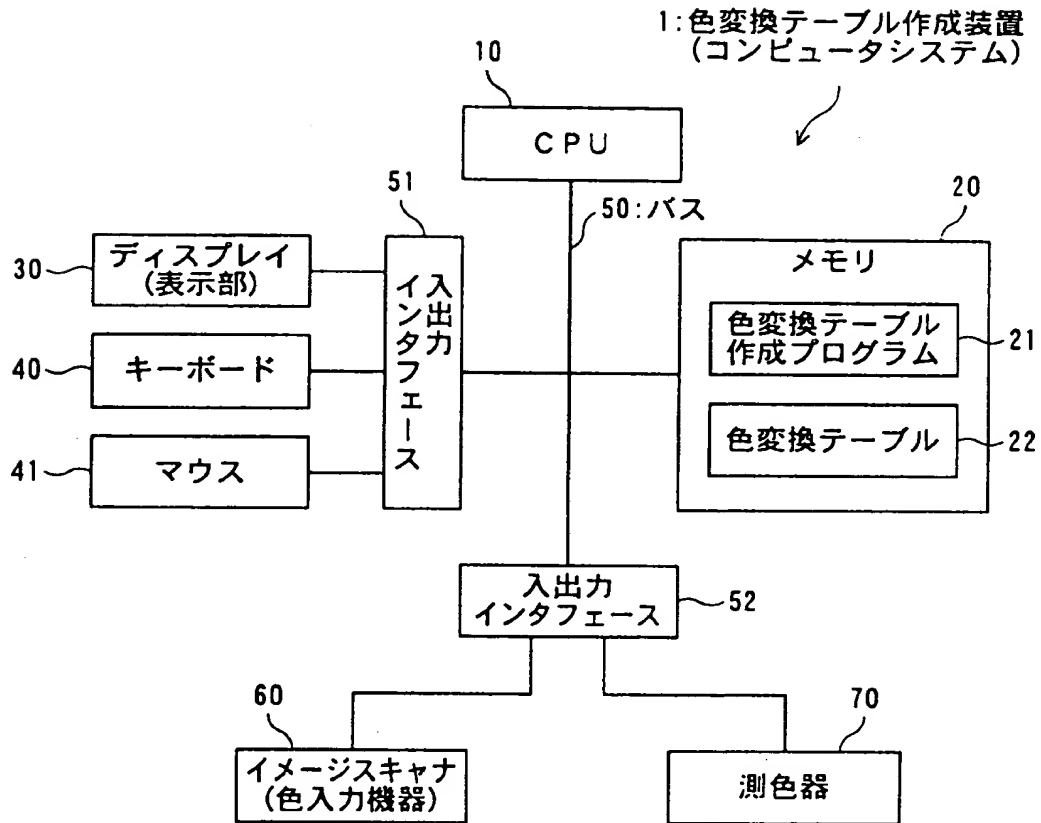 1:色変換テーブル作成装置
(コンピュータシステム)
10
CPU
51
50:バス
20
30
ディスプレイ
(表示部)
入出力
インタフェース
メモリ
色変換テーブル
作成プログラム
21
40
キーボード
41
マウス
色変換テーブル
22
入出力
インタフェース
52
60
70
イメージスキャナ
(色入力機器)
測色器